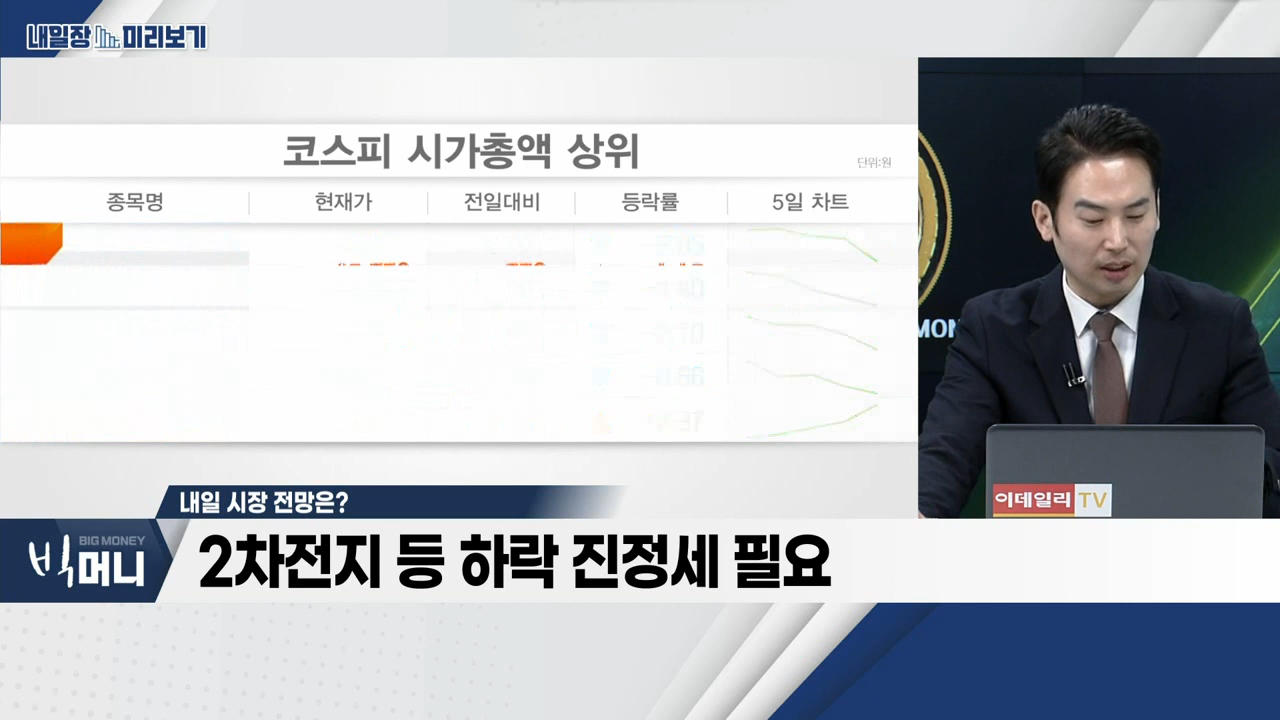 내일장 미리보기
코스피 시가총액 상위
단위:원
종목명 현재가 전일대비 등락률 5일 차트
이데일리 TV
내일 시장 전망은?
BIG MONEY
빅머니
2차전지 등 하락 진정세 필요